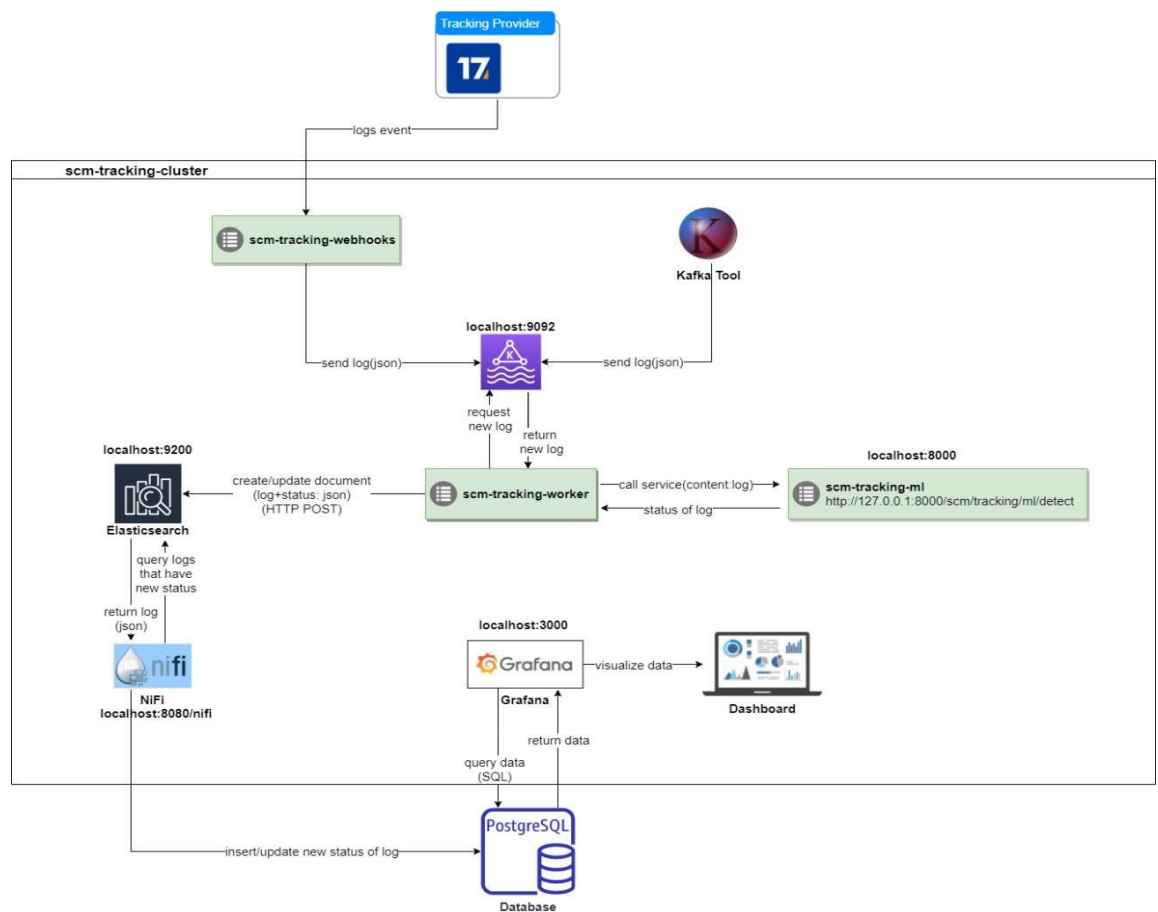 Tracking Provider
17
logs event
scm-tracking-cluster
scm-tracking-webhooks
K
Kafka Tool
localhost:9092
send log(json)
K
send log(json)
request
new log
return
new log
localhost:9200
localhost:8000
Elasticsearch
create/update document
(log+status: json)
(HTTP POST)
scm-tracking-worker
call service(content:log)
status of log
scm-tracking-ml
http://127.0.0.1:8000/scm/tracking/ml/detect
query logs
that have
new status
return log
(json)
nifi
NiFi
localhost:8080/nifi
localhost:3000
Grafana
Grafana
visualize data
Dashboard
return data
query data
(SQL)
PostgreSQL
insert/update new status of log
Database